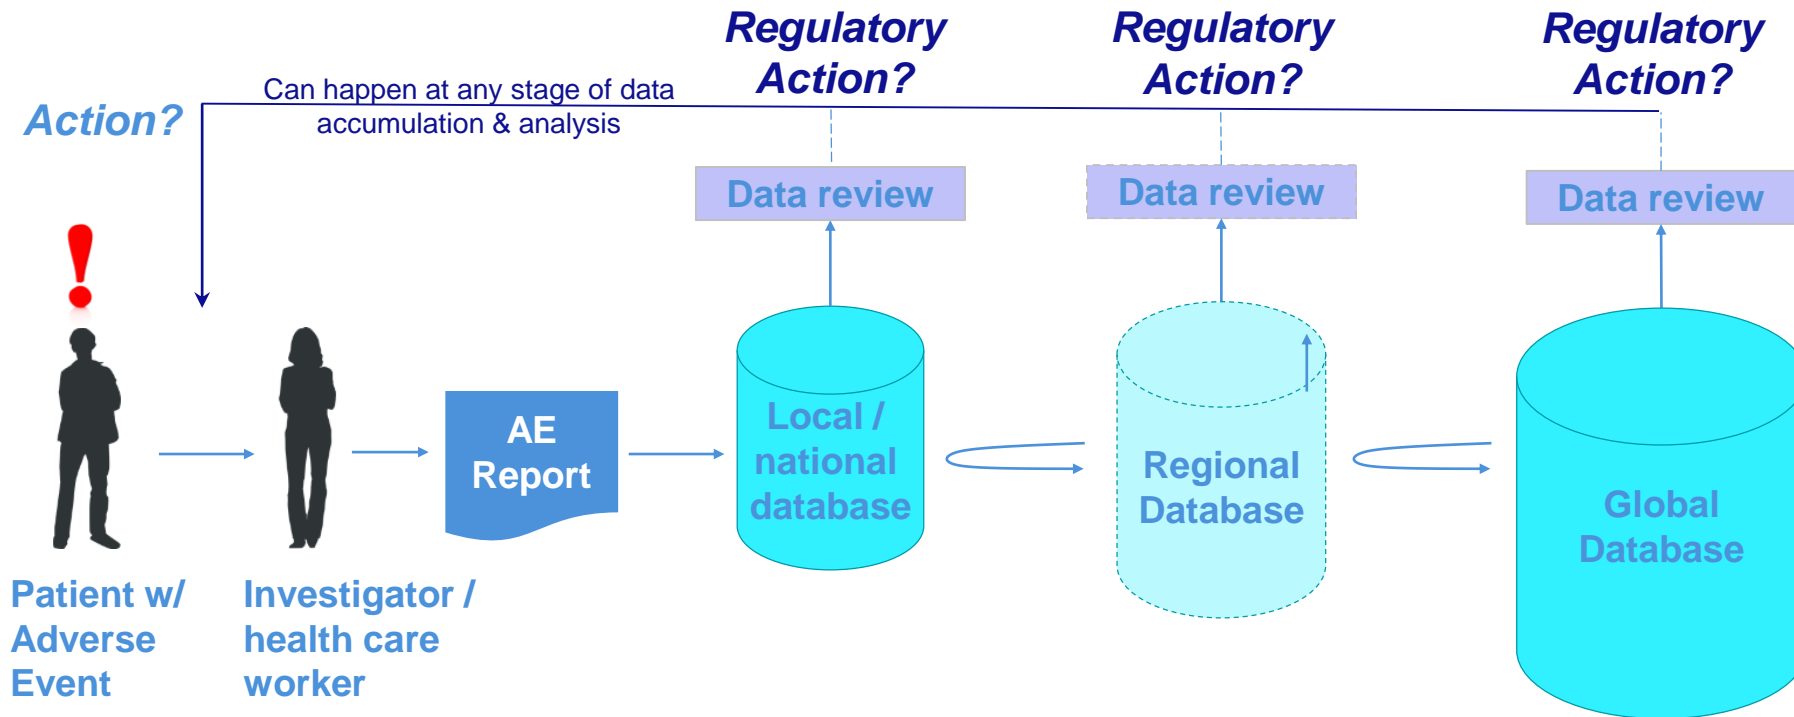 Regulatory
Action?
Regulatory
Action?
Regulatory
Action?
Can happen at any stage of data
accumulation & analysis
Action?
Data review
Data review
Data review
AE
Report
Local /
national
database
Regional
Database
Global
Database
Patient w/
Adverse
Event
Investigator /
health care
worker